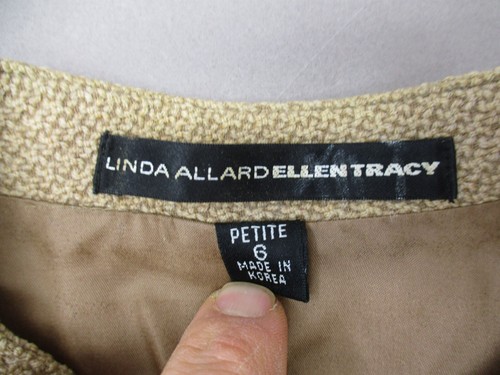 LINDA ALLARD ELLEN TRACY
PETITE
6
MADE IN
KOREA